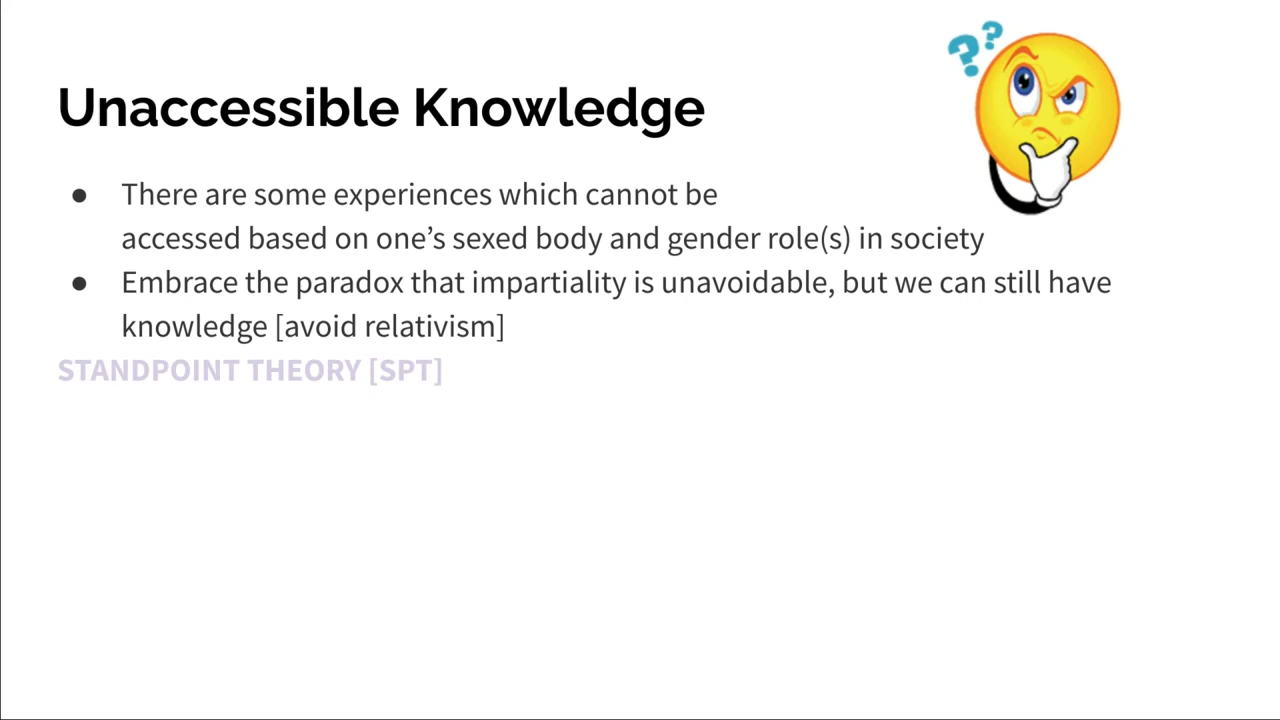 ? ?
Unaccessible Knowledge
● There are some experiences which cannot be
accessed based on one’s sexed body and gender role(s) in society
● Embrace the paradox that impartiality is unavoidable, but we can still have
knowledge [avoid relativism]
STANDPOINT THEORY [SPT]